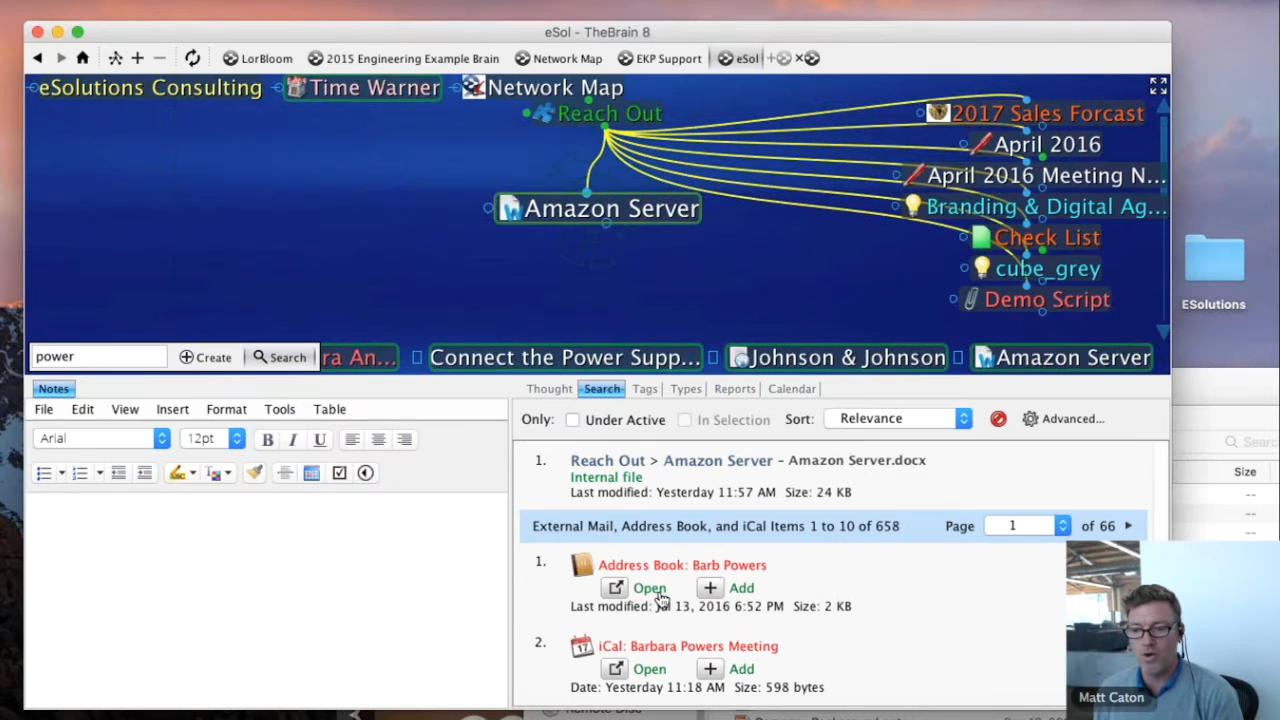 eSol - TheBrain 8
LorBloom
2015 Engineering Example Brain
Network Map
EKP Support
eSol
eSolutions Consulting
Time Warner
Network Map
Reach Out
2017 Sales Forcast
April 2016
April 2016 Meeting N...
Branding & Digital Ag...
Check List
cube_grey
Demo Script
Amazon Server
ESolutions
power
Create
Search
ra An...
Connect the Power Supp...
Johnson & Johnson
Amazon Server
Notes
Thought
Search
Tags
Types
Reports
Calendar
File
Edit
View
Insert
Format
Tools
Table
Only:
Under Active
In Selection
Sort:
Relevance
Advanced...
Arial
12pt
B
I
U
1. Reach Out > Amazon Server - Amazon Server.docx
Internal file
Last modified: Yesterday 11:57 AM Size: 24 KB
External Mail, Address Book, and iCal Items 1 to 10 of 658
Page 1 of 66
1. Address Book: Barb Powers
Open
Add
Last modified: Jul 13, 2016 6:52 PM Size: 2 KB
2. iCal: Barbara Powers Meeting
17
Open
Add
Date: Yesterday 11:18 AM Size: 598 bytes
Size
--
--
--
Matt Caton